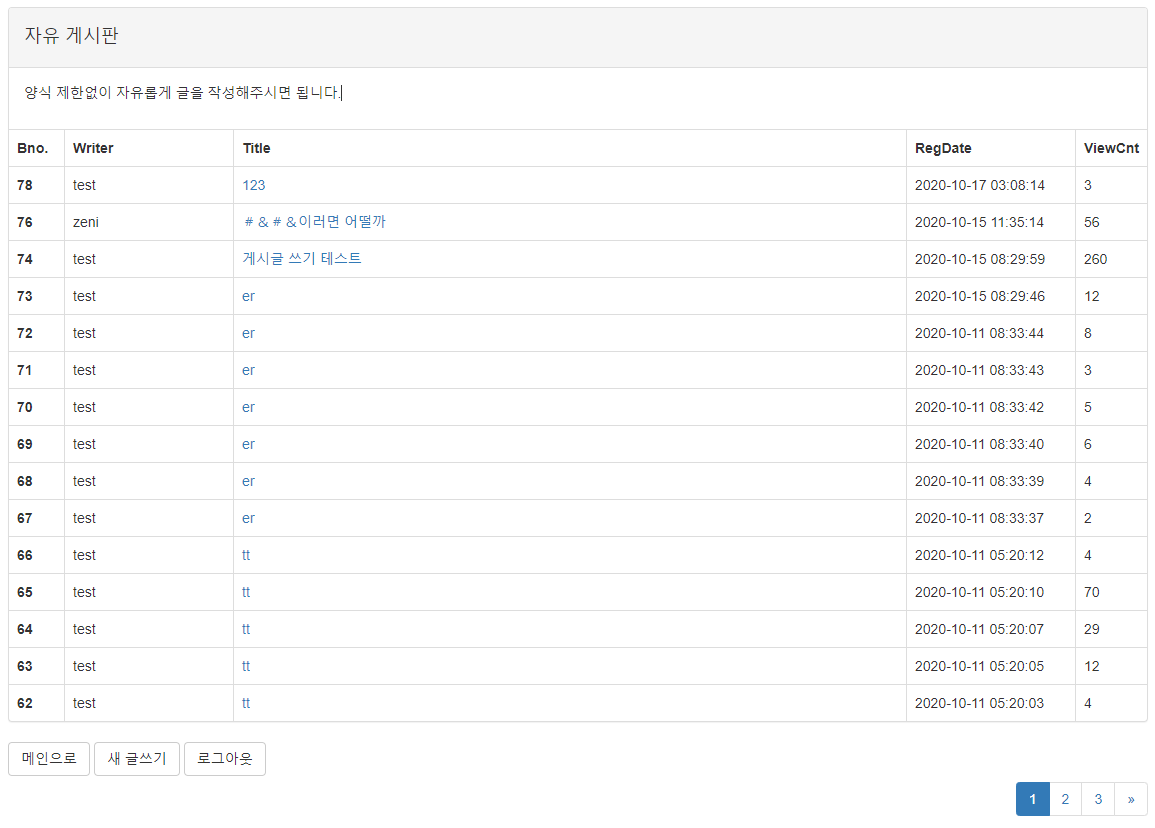 자유 게시판
양식 제한없이 자유롭게 글을 작성해주시면 됩니다.
Bno. Writer Title RegDate ViewCnt
78 test 123 2020-10-17 03:08:14 3
76 zeni # & # &이러면 어떨까 2020-10-15 11:35:14 56
74 test 게시글 쓰기 테스트 2020-10-15 08:29:59 260
73 test er 2020-10-15 08:29:46 12
72 test er 2020-10-11 08:33:44 8
71 test er 2020-10-11 08:33:43 3
70 test er 2020-10-11 08:33:42 5
69 test er 2020-10-11 08:33:40 6
68 test er 2020-10-11 08:33:39 4
67 test er 2020-10-11 08:33:37 2
66 test tt 2020-10-11 05:20:12 4
65 test tt 2020-10-11 05:20:10 70
64 test tt 2020-10-11 05:20:07 29
63 test tt 2020-10-11 05:20:05 12
62 test tt 2020-10-11 05:20:03 4
메인으로 새 글쓰기 로그아웃
1 2 3 »